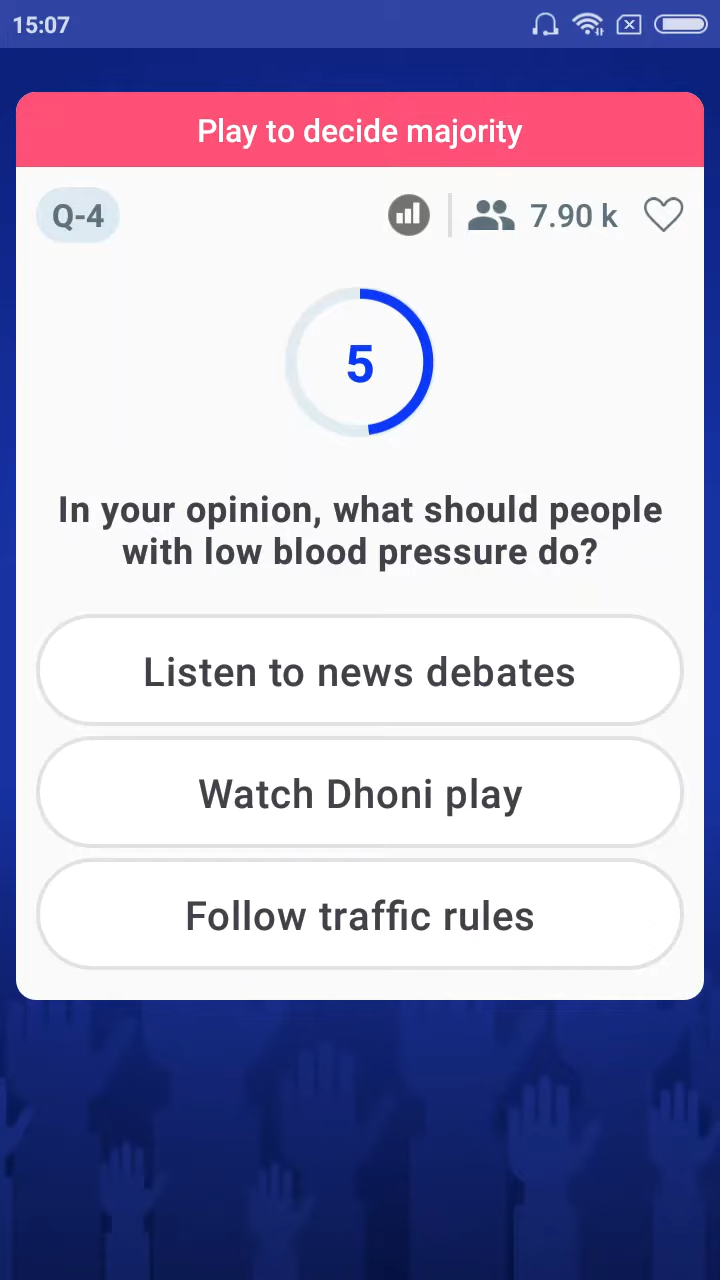 15:07
Play to decide majority
Q-4
7.90 k
5
In your opinion, what should people
with low blood pressure do?
Listen to news debates
Watch Dhoni play
Follow traffic rules